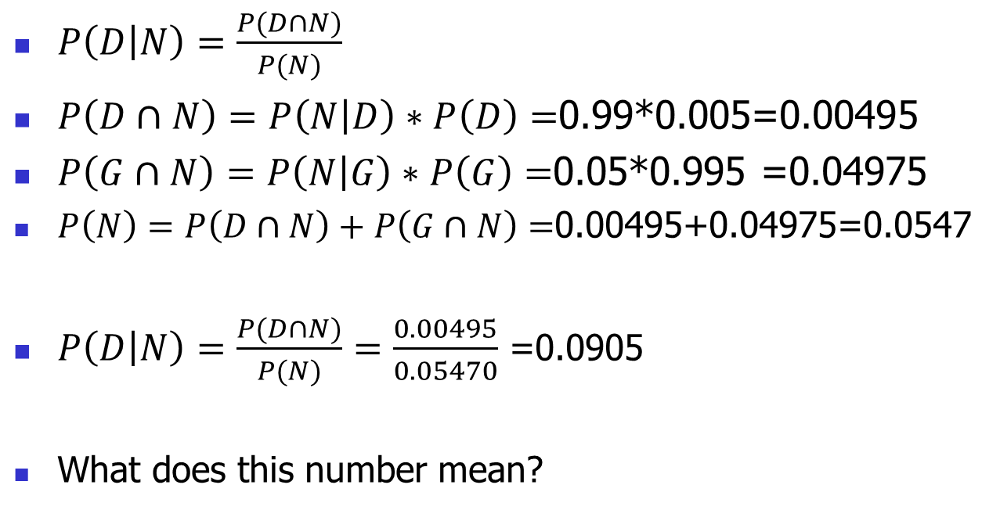 ▪ P(D|N) = P(D∩N) / P(N)
▪ P(D ∩ N) = P(N|D) ∗ P(D) =0.99*0.005=0.00495
▪ P(G ∩ N) = P(N|G) ∗ P(G) =0.05*0.995 =0.04975
▪ P(N) = P(D ∩ N) + P(G ∩ N) =0.00495+0.04975=0.0547
▪ P(D|N) = P(D∩N) / P(N) = 0.00495 / 0.05470 =0.0905
▪ What does this number mean?